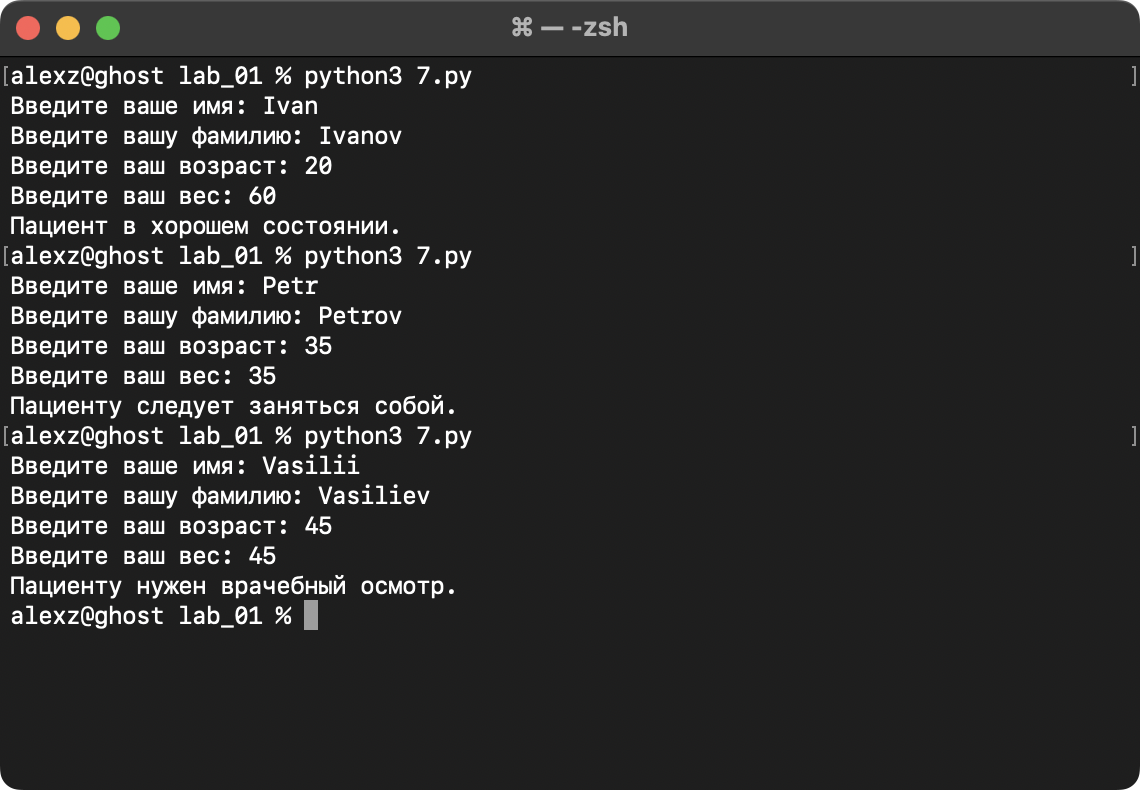 ⌘ — -zsh
[alexz@ghost lab_01 % python3 7.py ]
Введите ваше имя: Ivan
Введите вашу фамилию: Ivanov
Введите ваш возраст: 20
Введите ваш вес: 60
Пациент в хорошем состоянии.
[alexz@ghost lab_01 % python3 7.py ]
Введите ваше имя: Petr
Введите вашу фамилию: Petrov
Введите ваш возраст: 35
Введите ваш вес: 35
Пациенту следует заняться собой.
[alexz@ghost lab_01 % python3 7.py ]
Введите ваше имя: Vasilii
Введите вашу фамилию: Vasiliev
Введите ваш возраст: 45
Введите ваш вес: 45
Пациенту нужен врачебный осмотр.
alexz@ghost lab_01 %